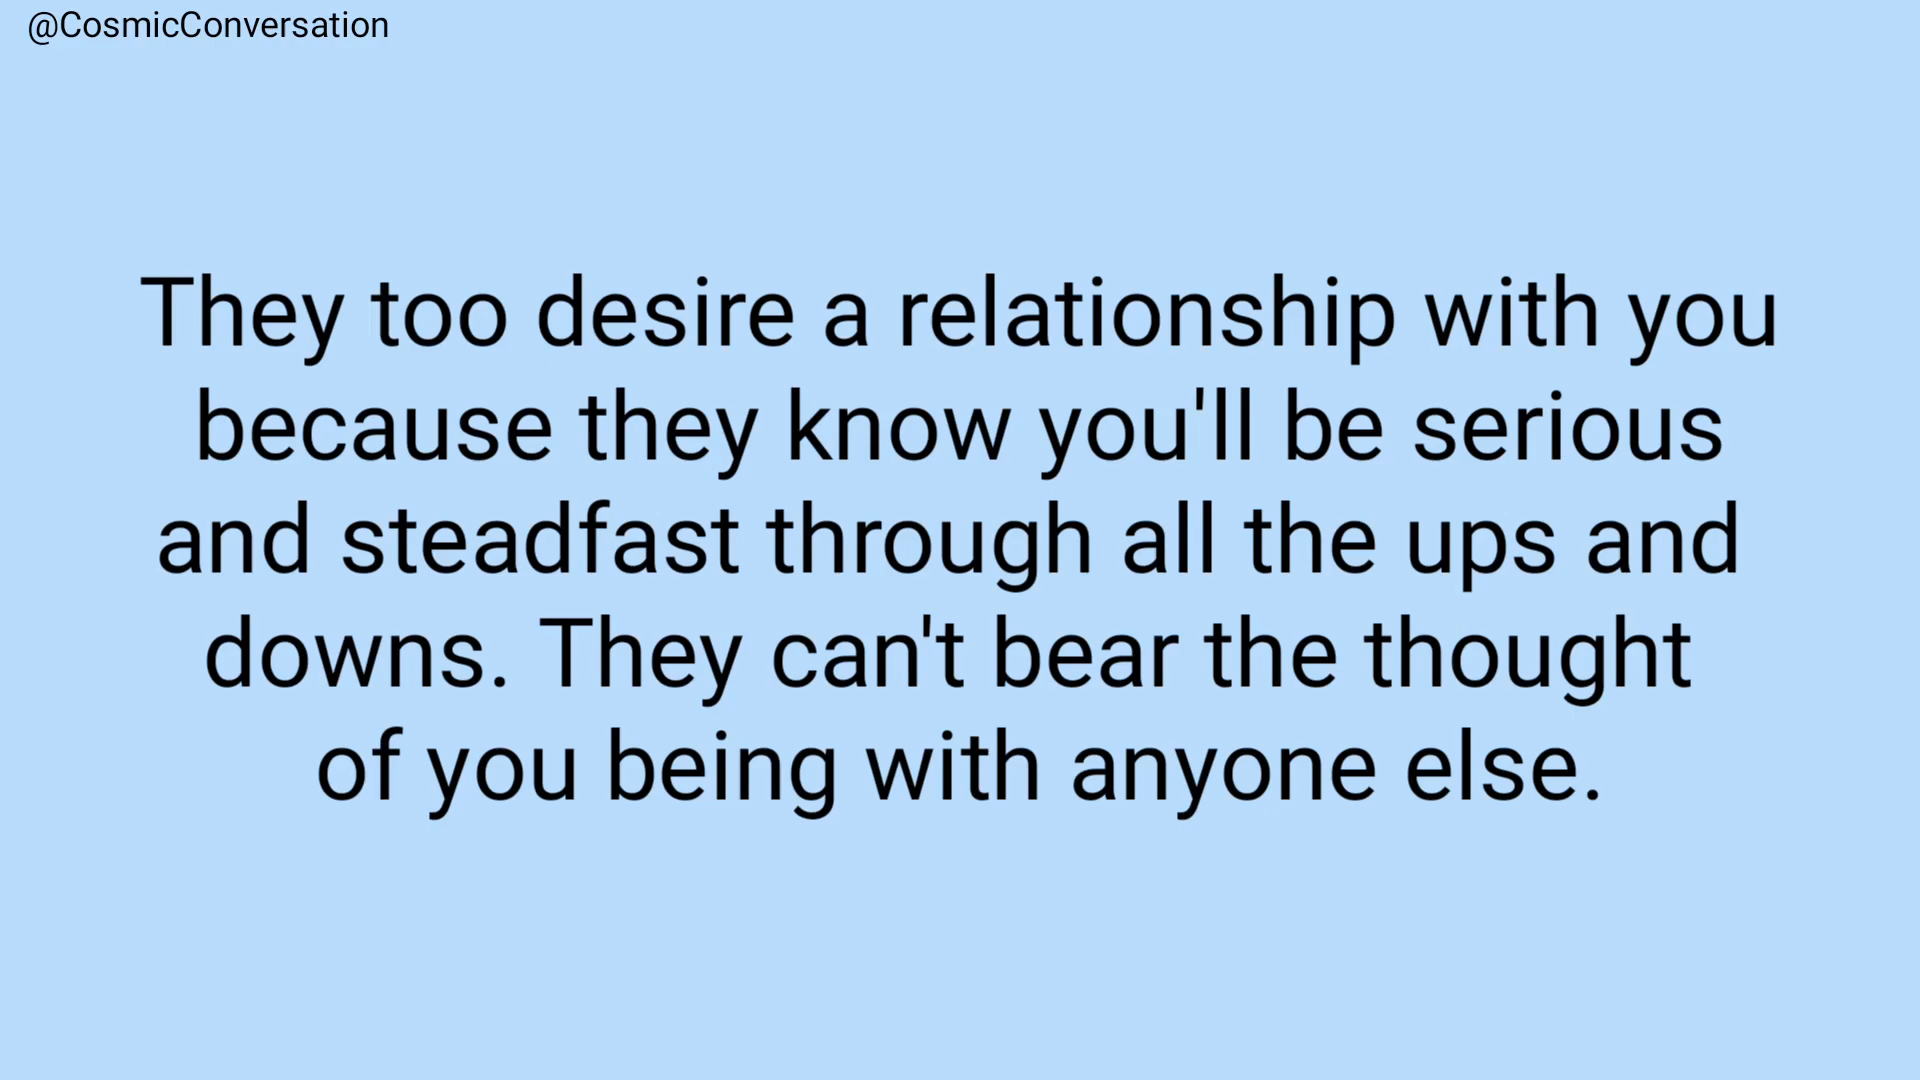 @CosmicConversation
They too desire a relationship with you
because they know you'll be serious
and steadfast through all the ups and
downs. They can't bear the thought
of you being with anyone else.